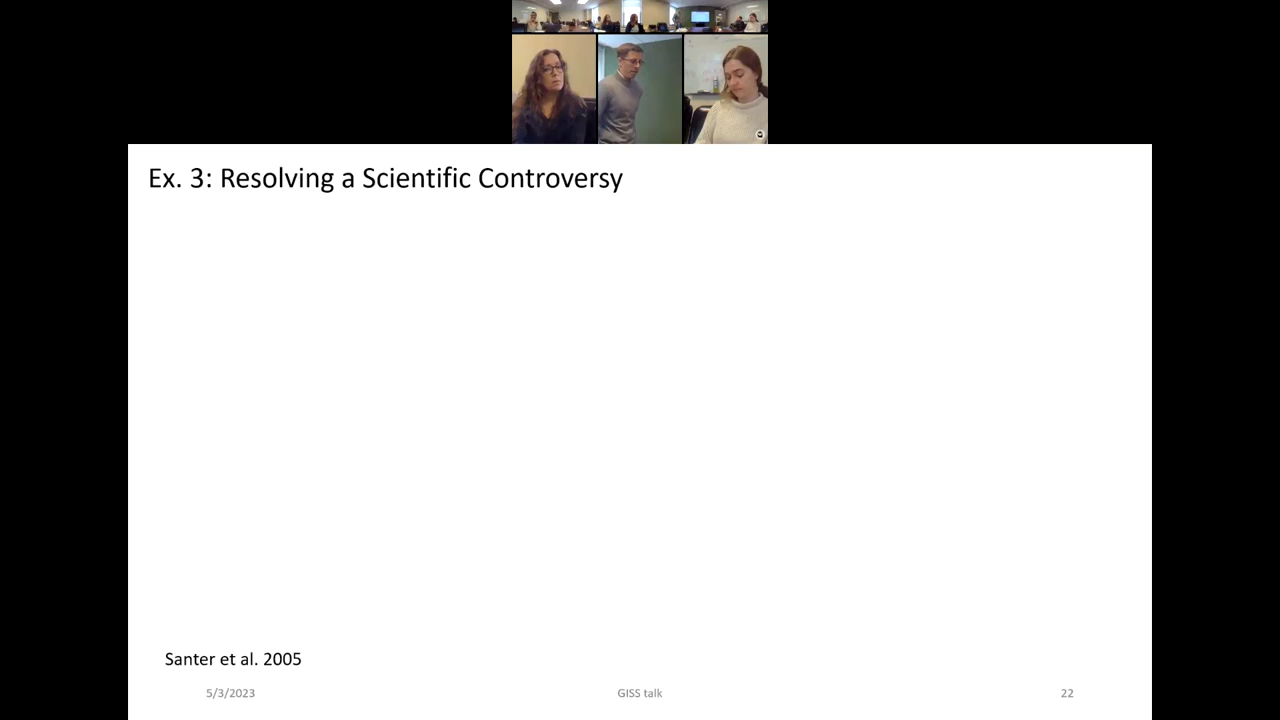 Ex. 3: Resolving a Scientific Controversy
Santer et al. 2005
5/3/2023
GISS talk
22